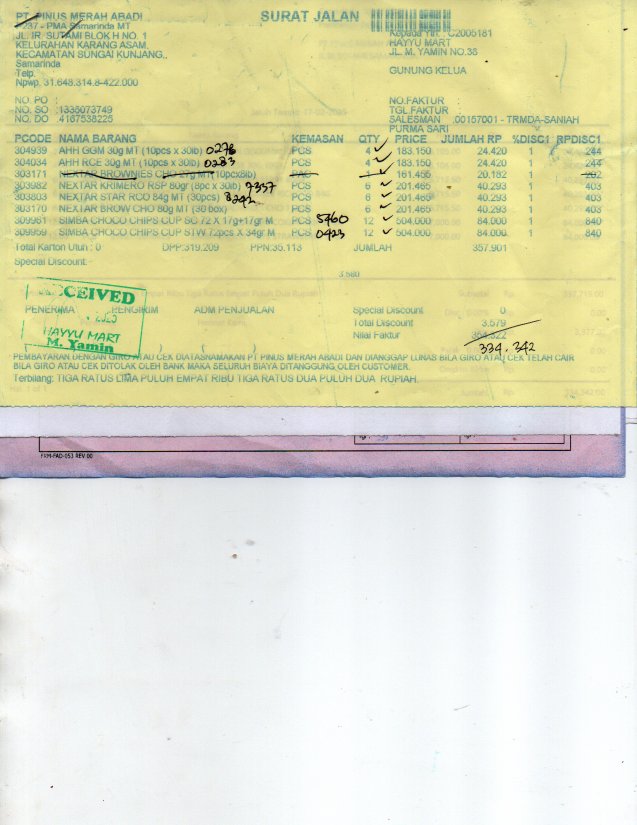 PT. PINUS MERAH ABADI
SURAT JALAN
1237 - PMA Samarinda MT
Kepada Yth : C2005181
JL. IR. SUTAMI BLOK H NO. 1
HAYYU MART
KELURAHAN KARANG ASAM,
JL. M. YAMIN NO.38
KECAMATAN SUNGAI KUNJANG,,
Samarinda
GUNUNG KELUA
Telp.
Npwp. 31.648.314.8-422.000
NO. PO :
NO.FAKTUR
NO. SO :1336073749
TGL.FAKTUR
NO. DO :4167538225
SALESMAN :00157001 - TRMDA-SANIAH
PURMA SARI
PCODE NAMA BARANG KEMASAN QTY PRICE JUMLAH RP %DISC1 RPDISC1
304939 AHH GGM 30g MT (10pcs x 30ib) 0276 PCS 4 183.150 24.420 1 244
304034 AHH RCE 30g MT (10pcs x 30ib) 0283 PCS 4 183.150 24.420 1 244
303171 NEXTAR BROWNIES CHO 27g MT (10pcx8ib) PAC 1 161.455 20.182 1 202
303982 NEXTAR KRIMERO RSP 80gr (8pc x 30ib) 7357 PCS 6 201.465 40.293 1 403
303803 NEXTAR STAR RCO 84g MT (30pcs) PCS 6 201.465 40.293 1 403
303170 NEXTAR BROW CHO 80g MT (30 box) PCS 6 201.465 40.293 1 403
309961 SIMBA CHOCO CHIPS CUP SG 72 X 17g+17gr M PCS 5460 12 504.000 84.000 1 840
309959 SIMBA CHOCO CHIPS CUP STW 72pcs X 34gr M PCS 0423 12 504.000 84.000 1 840
Total Karton Utuh : 0 DPP:319,209 PPN:35.113 JUMLAH 357.901
Special Discount:
3.580
RECEIVED
PENERIMA PENGIRIM ADM PENJUALAN
Special Discount 0
2025
Total Discount 3.579
HAYYU MART
Nilai Faktur 354.322
M. Yamin
334.342
PEMBAYARAN DENGAN GIRO ATAU CEK DIATASNAMAKAN PT PINUS MERAH ABADI DAN DIANGGAP LUNAS BILA GIRO ATAU CEK TELAH CAIR
BILA GIRO ATAU CEK DITOLAK OLEH BANK MAKA SELURUH BIAYA DITANGGUNG OLEH CUSTOMER.
Terbilang: TIGA RATUS LIMA PULUH EMPAT RIBU TIGA RATUS DUA PULUH DUA RUPIAH.
FRM-FAD-053 REV 00